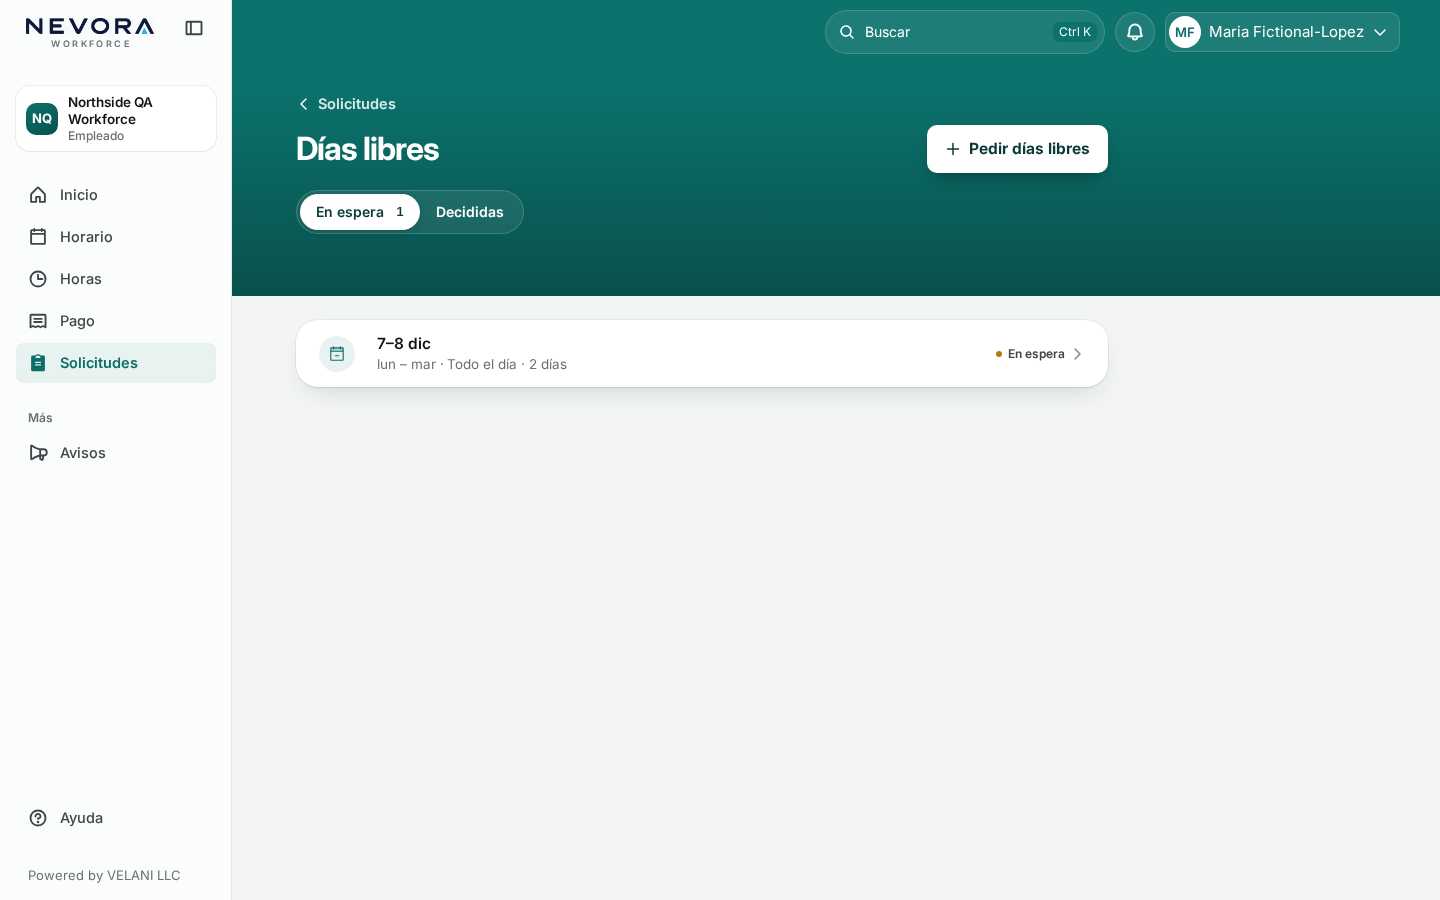 NEVORA
WORKFORCE
Buscar
Ctrl K
MF
Maria Fictional-Lopez
NQ
Northside QA
Workforce
Empleado
Inicio
Horario
Horas
Pago
Solicitudes
Más
Avisos
Ayuda
Powered by VELANI LLC
Solicitudes
Días libres
Pedir días libres
En espera 1
Decididas
7–8 dic
lun – mar · Todo el día · 2 días
En espera